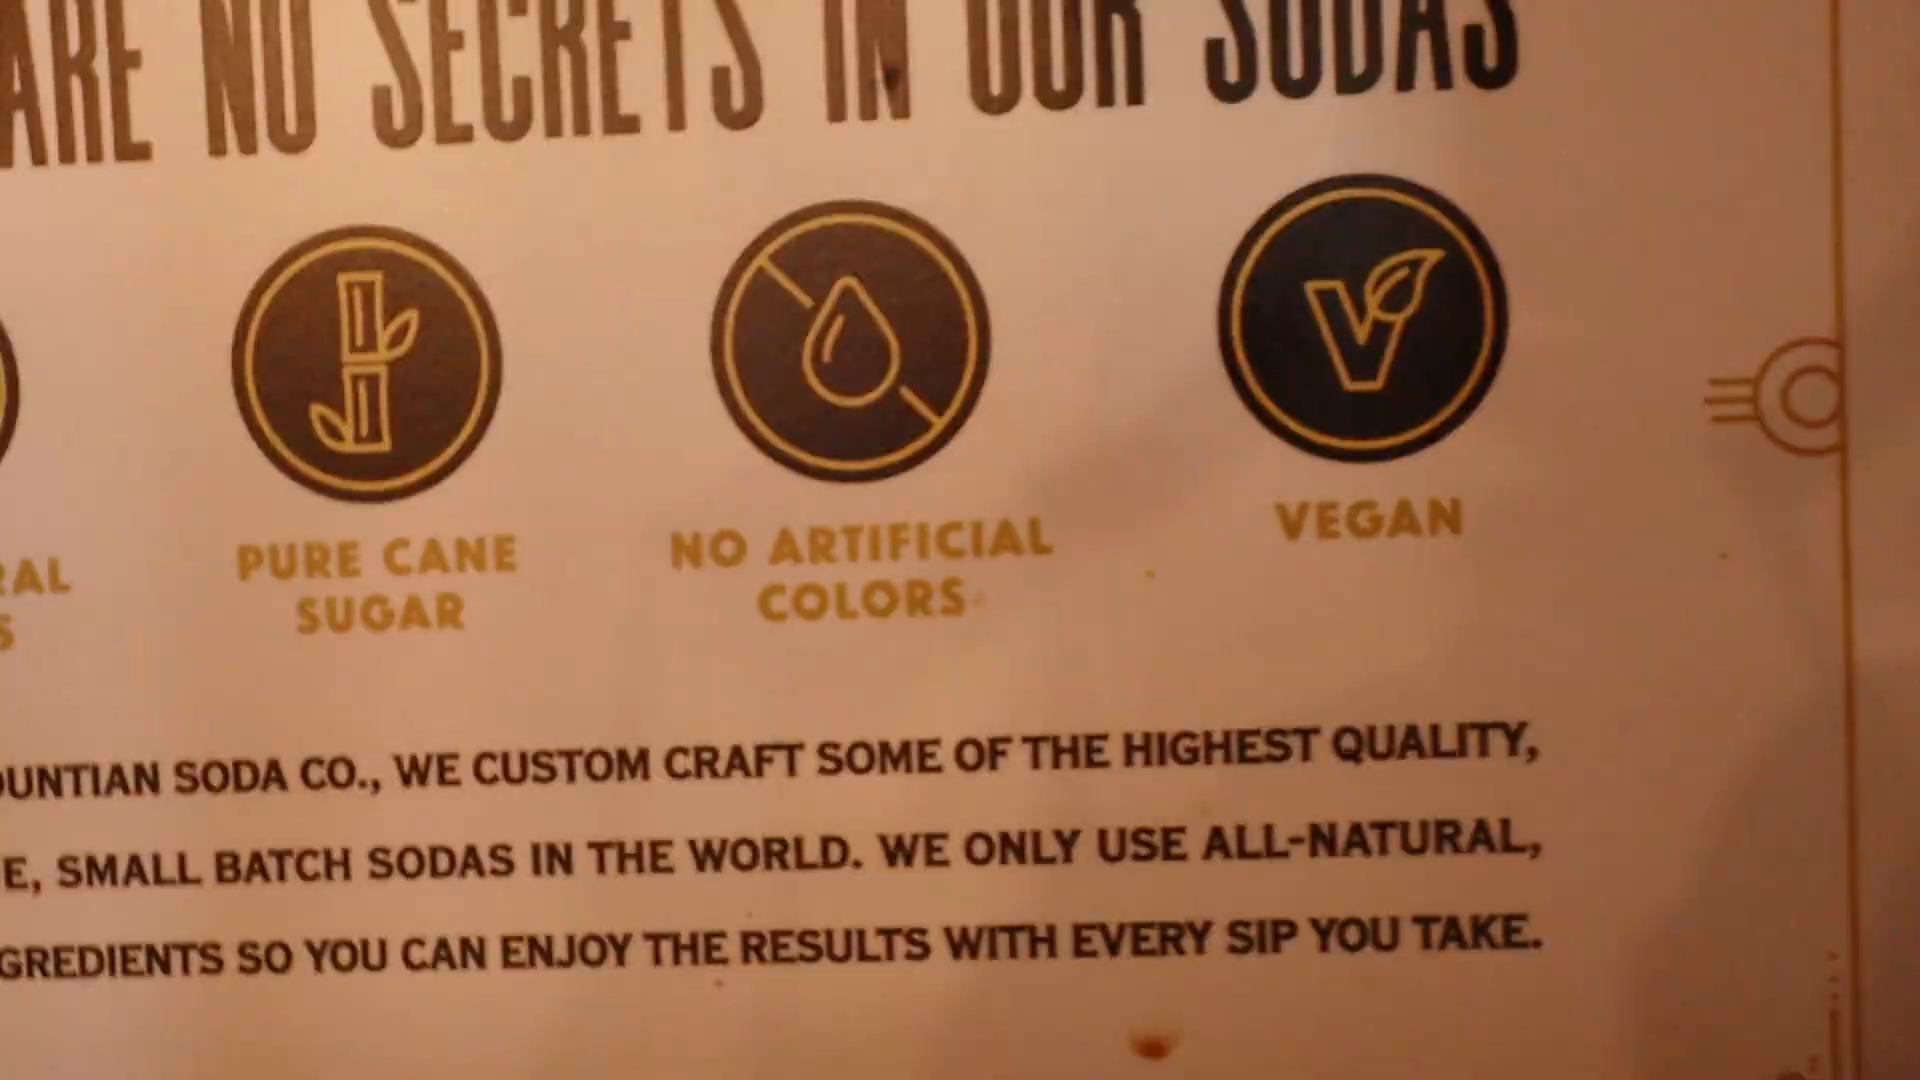 ARE NO SECRETS IN OUR SODAS
PURE CANE
SUGAR
NO ARTIFICIAL
COLORS
VEGAN
SODA CO., WE CUSTOM CRAFT SOME OF THE HIGHEST QUALITY,
SMALL BATCH SODAS IN THE WORLD. WE ONLY USE ALL-NATURAL,
SO YOU CAN ENJOY THE RESULTS WITH EVERY SIP YOU TAKE.